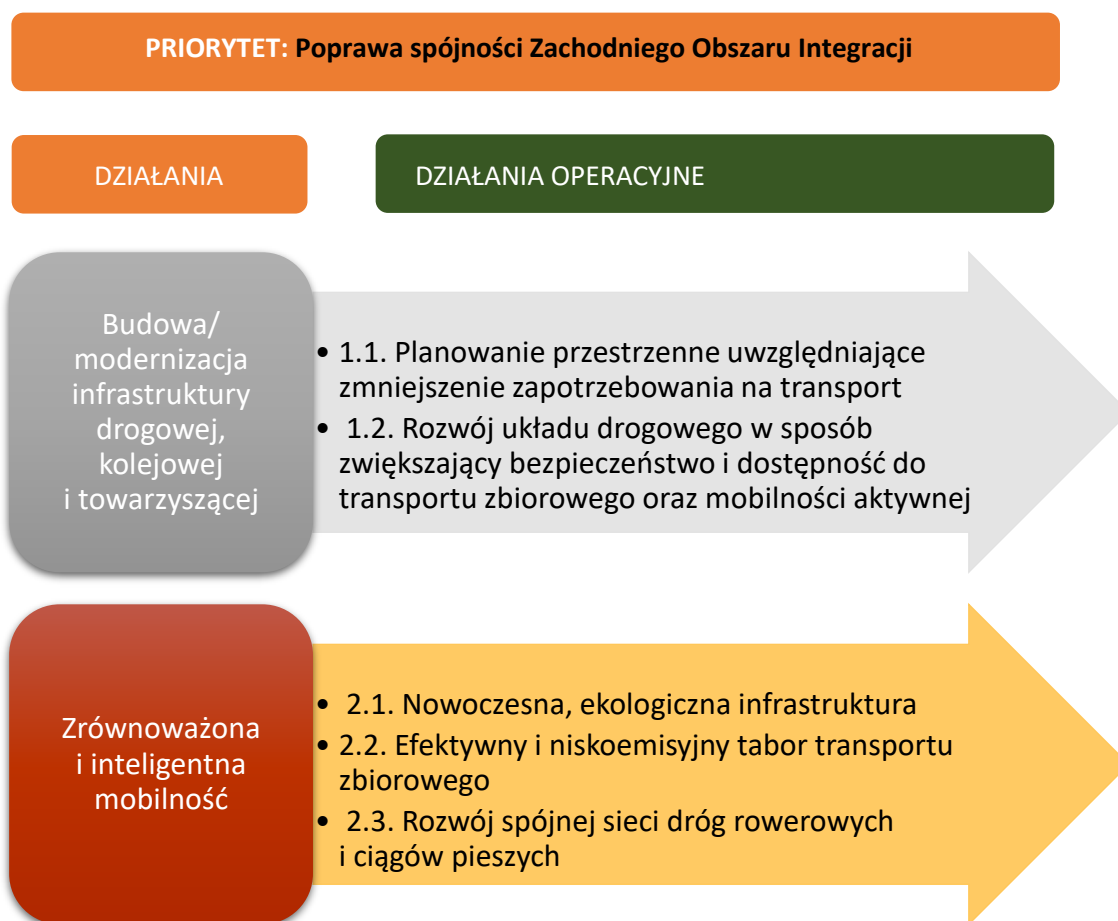 PRIORYTET: Poprawa spójności Zachodniego Obszaru Integracji
DZIAŁANIA
DZIAŁANIA OPERACYJNE
Budowa/
modernizacja
infrastruktury
drogowej,
kolejowej
i towarzyszącej
• 1.1. Planowanie przestrzenne uwzględniające
zmniejszenie zapotrzebowania na transport
• 1.2. Rozwój układu drogowego w sposób
zwiększający bezpieczeństwo i dostępność do
transportu zbiorowego oraz mobilności aktywnej
Zrównoważona
i inteligentna
mobilność
• 2.1. Nowoczesna, ekologiczna infrastruktura
• 2.2. Efektywny i niskoemisyjny tabor transportu
zbiorowego
• 2.3. Rozwój spójnej sieci dróg rowerowych
i ciągów pieszych